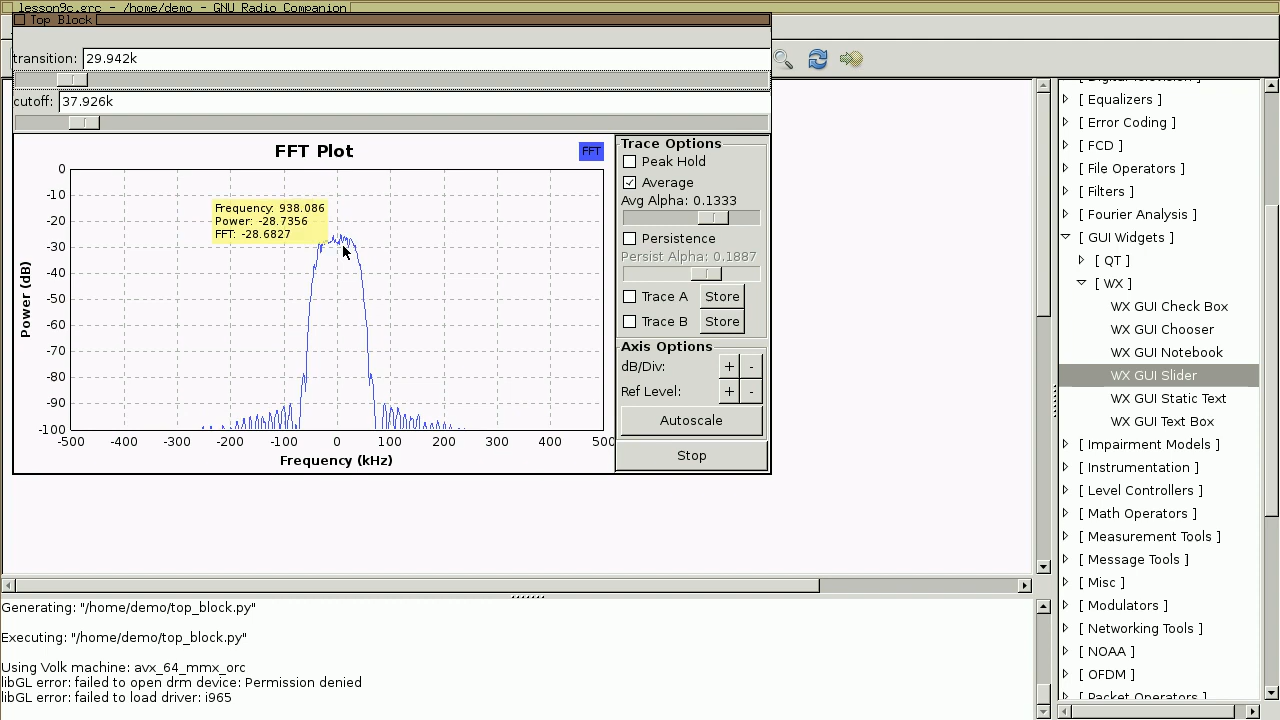 lesson9c.grc - /home/demo - GNU Radio Companion
Top Block
transition: 29.942k
cutoff: 37.926k
FFT Plot
FFT
0
-10
-20
-30
-40
-50
-60
-70
-80
-90
-100
Power (dB)
Frequency: 938.086
Power: -28.7356
FFT: -28.6827
-500 -400 -300 -200 -100 0 100 200 300 400 500
Frequency (kHz)
Trace Options
Peak Hold
Average
Avg Alpha: 0.1333
Persistence
Persist Alpha: 0.1887
Trace A Store
Trace B Store
Axis Options
dB/Div: + -
Ref Level: + -
Autoscale
Stop
[ Equalizers ]
[ Error Coding ]
[ FCD ]
[ File Operators ]
[ Filters ]
[ Fourier Analysis ]
[ GUI Widgets ]
[ QT ]
[ WX ]
WX GUI Check Box
WX GUI Chooser
WX GUI Notebook
WX GUI Slider
WX GUI Static Text
WX GUI Text Box
[ Impairment Models ]
[ Instrumentation ]
[ Level Controllers ]
[ Math Operators ]
[ Measurement Tools ]
[ Message Tools ]
[ Misc ]
[ Modulators ]
[ Networking Tools ]
[ NOAA ]
[ OFDM ]
[ Packet Operators ]
Generating: "/home/demo/top_block.py"
Executing: "/home/demo/top_block.py"
Using Volk machine: avx_64_mmx_orc
libGL error: failed to open drm device: Permission denied
libGL error: failed to load driver: i965